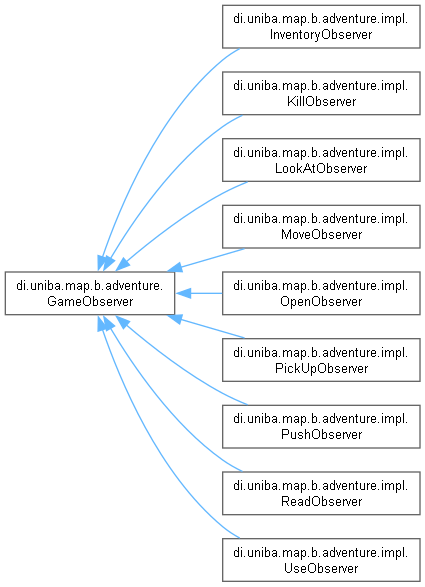 di.uniba.map.b.adventure.impl.
InventoryObserver
di.uniba.map.b.adventure.impl.
KillObserver
di.uniba.map.b.adventure.impl.
LookAtObserver
di.uniba.map.b.adventure.impl.
MoveObserver
di.uniba.map.b.adventure.
GameObserver
di.uniba.map.b.adventure.impl.
OpenObserver
di.uniba.map.b.adventure.impl.
PickUpObserver
di.uniba.map.b.adventure.impl.
PushObserver
di.uniba.map.b.adventure.impl.
ReadObserver
di.uniba.map.b.adventure.impl.
UseObserver